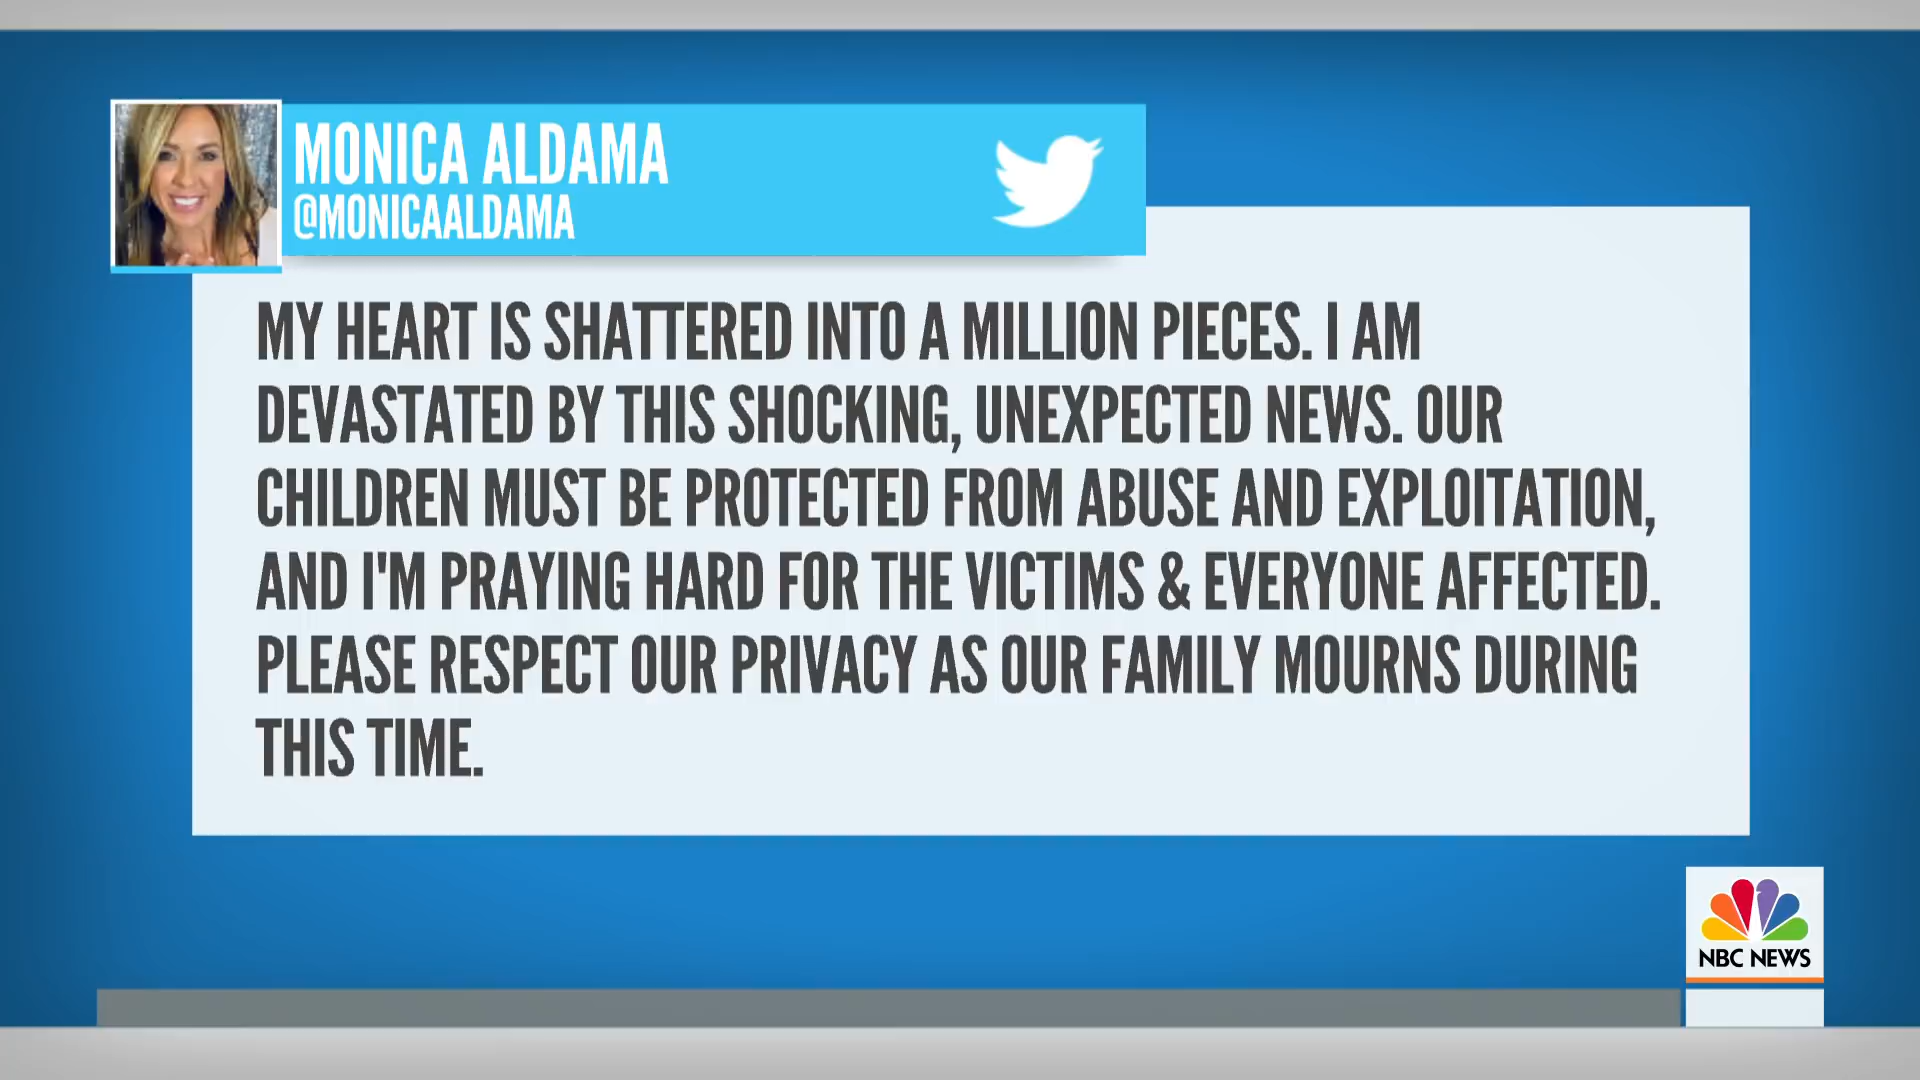 MONICA ALDAMA
@MONICAALDAMA
MY HEART IS SHATTERED INTO A MILLION PIECES. I AM
DEVASTATED BY THIS SHOCKING, UNEXPECTED NEWS. OUR
CHILDREN MUST BE PROTECTED FROM ABUSE AND EXPLOITATION,
AND I'M PRAYING HARD FOR THE VICTIMS & EVERYONE AFFECTED.
PLEASE RESPECT OUR PRIVACY AS OUR FAMILY MOURNS DURING
THIS TIME.
NBC NEWS